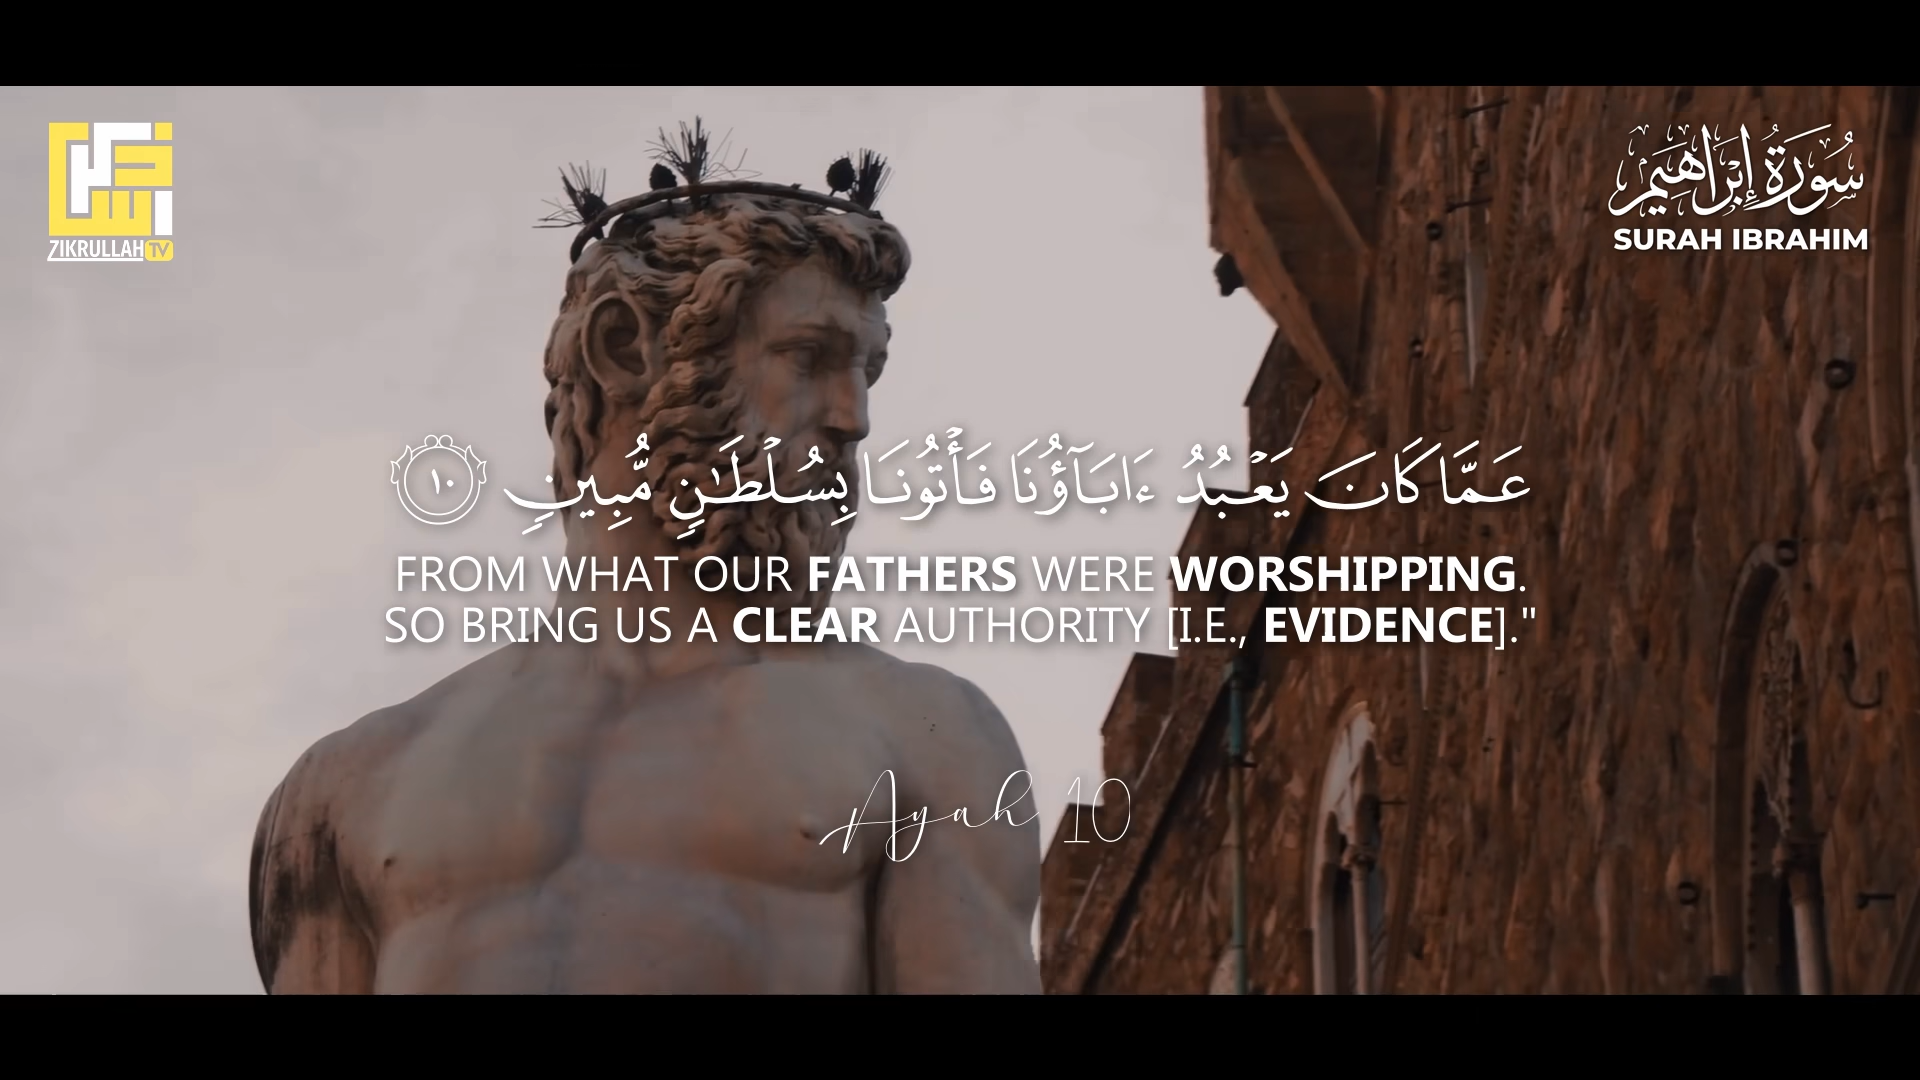 ZIKRULLAH TV
سُورَةُ إِبْرَاهِيم
SURAH IBRAHIM
عَمَّا كَانَ يَعۡبُدُ ءَابَآؤُنَا فَأۡتُونَا بِسُلۡطَٰنٖ مُّبِينٖ ١٠
FROM WHAT OUR FATHERS WERE WORSHIPPING.
SO BRING US A CLEAR AUTHORITY [I.E., EVIDENCE]."
Ayah 10